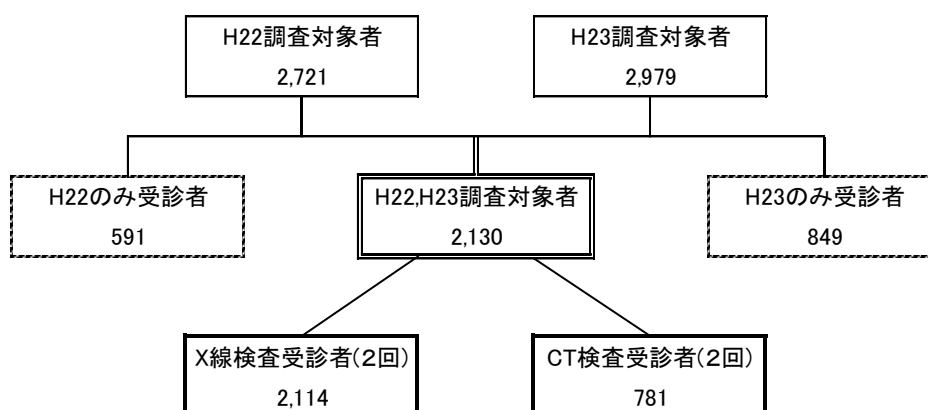 H22調査対象者
2,721
H23調査対象者
2,979
H22のみ受診者
591
H22,H23調査対象者
2,130
H23のみ受診者
849
X線検査受診者(2回)
2,114
CT検査受診者(2回)
781